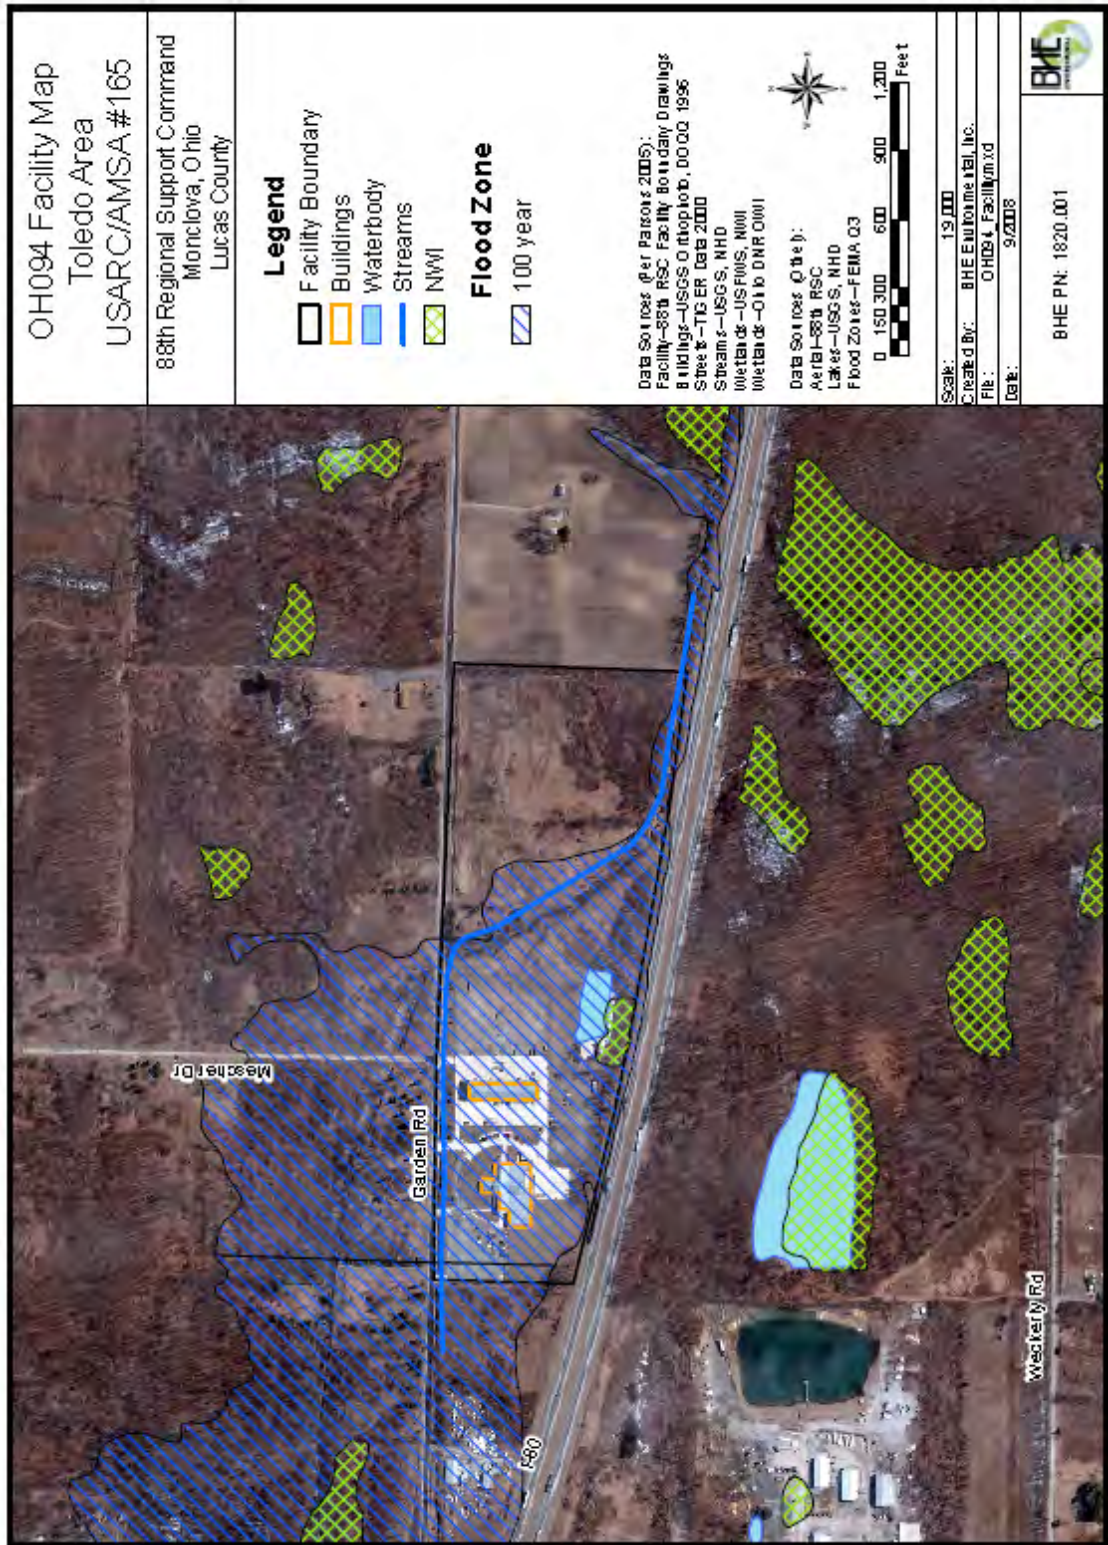 OH094 Facility Map
Toledo Area
USARC/AMSA #165
88th Regional Support Command
Monclova, Ohio
Lucas County
Legend
Facility Boundary
Buildings
Waterbody
Streams
NWI
Flood Zone
100 year
Data Sources (Per Parsons 2005):
Facility-88th RSC Facility Boundary Drawings
Buildings-USGS Orthophoto, DOQQ 1996
Streets-TIGER Data 2000
Streams-USGS, NHD
Wetlands-USFWS, NWI
Wetlands-Ohio DNR OWI
Data Sources (Other):
Aerial-88th RSC
Lakes-USGS, NHD
Flood Zones-FEMA Q3
0 150 300 600 900 1,200
Feet
Scale:
Created By: BHE Environmental, Inc.
File: OH094_Facility.mxd
Date: 9/2008
BHE PN: 1820.001
BHE
Mescher Dr
Garden Rd
I-80
Weckerly Rd